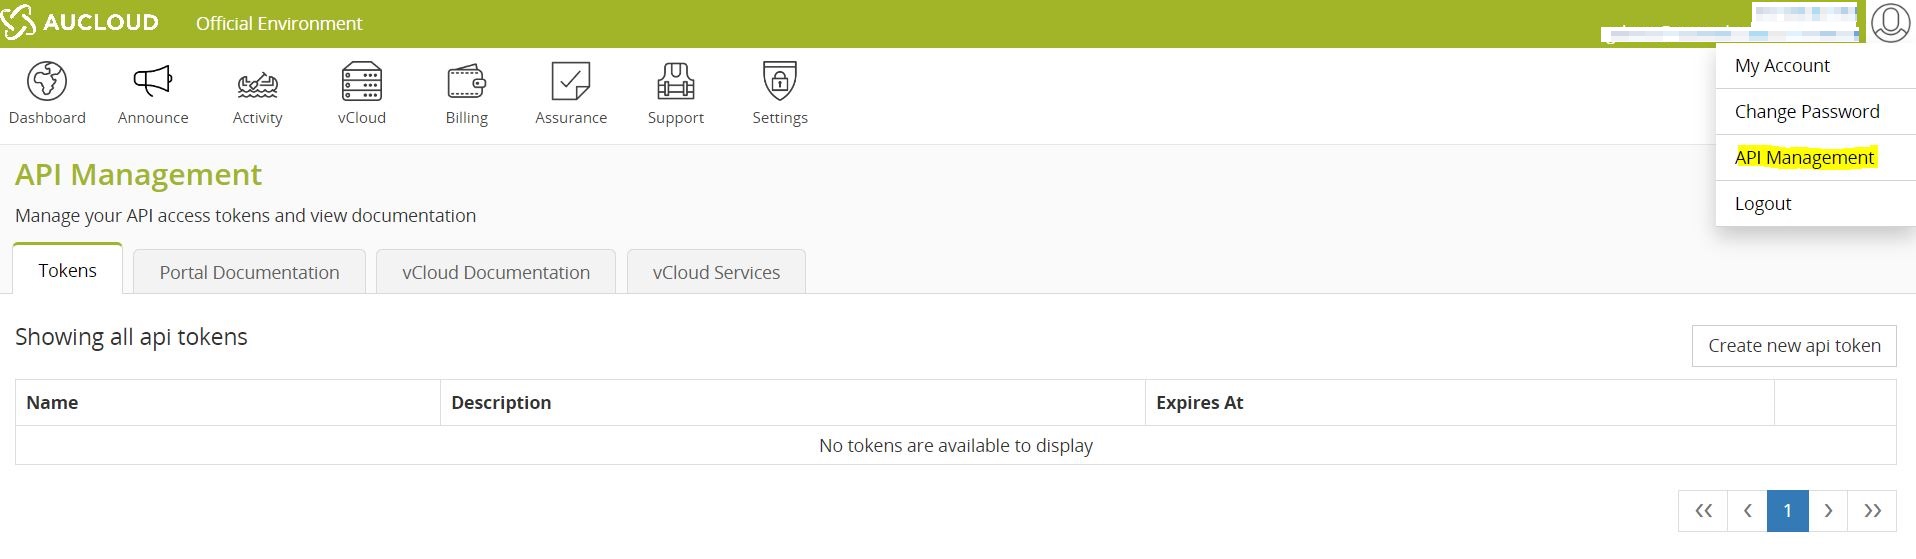 AUCLOUD Official Environment
Dashboard Announce Activity vCloud Billing Assurance Support Settings
My Account
Change Password
API Management
Logout
API Management
Manage your API access tokens and view documentation
Tokens Portal Documentation vCloud Documentation vCloud Services
Showing all api tokens
Create new api token
Name Description Expires At
No tokens are available to display
« ‹ 1 › »